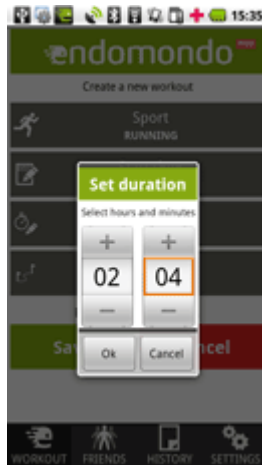 15:35
endomondo
Create a new workout
Sport
RUNNING
Set duration
Select hours and minutes
+ +
02 04
— —
Ok Cancel
WORKOUT FRIENDS HISTORY SETTINGS